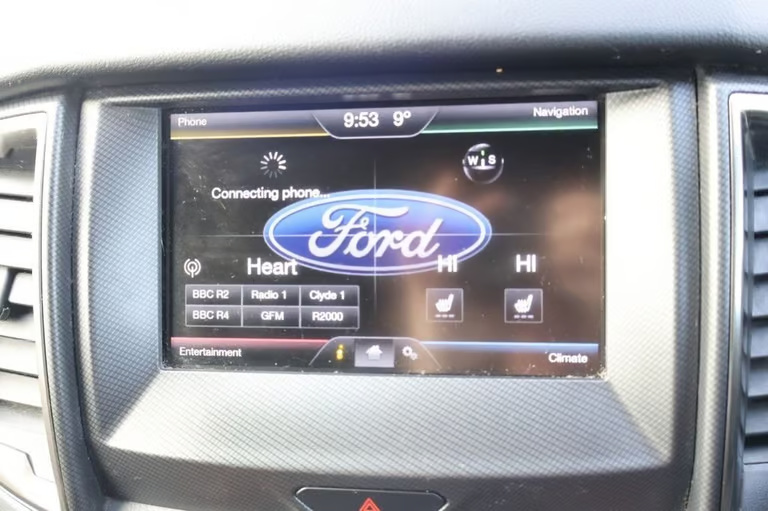 Phone
9:53 9°
Navigation
W S
Connecting phone...
Ford
Heart
HI HI
BBC R2 Radio 1 Clyde 1
BBC R4 GFM R2000
Entertainment
Climate